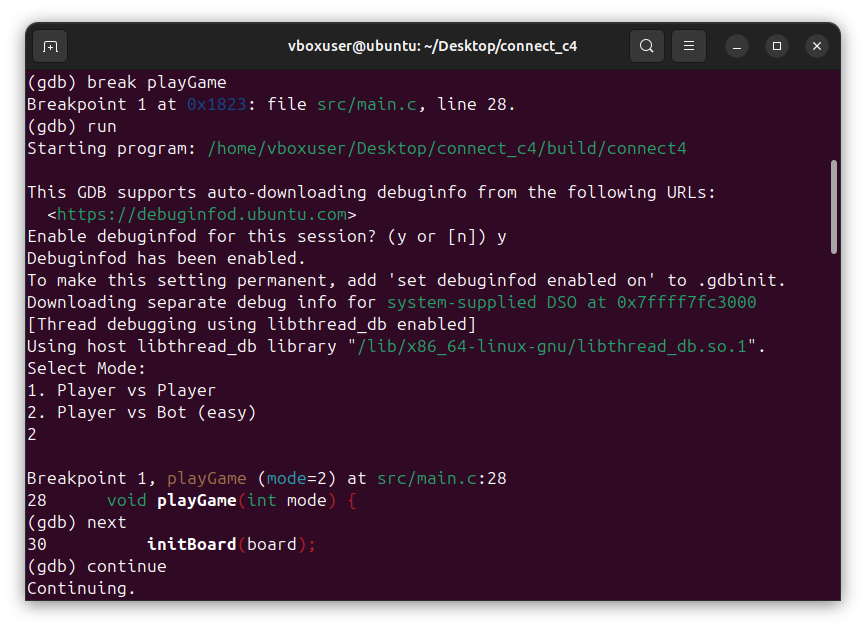 vboxuser@ubuntu: ~/Desktop/connect_c4
(gdb) break playGame
Breakpoint 1 at 0x1823: file src/main.c, line 28.
(gdb) run
Starting program: /home/vboxuser/Desktop/connect_c4/build/connect4

This GDB supports auto-downloading debuginfo from the following URLs:
  <https://debuginfod.ubuntu.com>
Enable debuginfod for this session? (y or [n]) y
Debuginfod has been enabled.
To make this setting permanent, add 'set debuginfod enabled on' to .gdbinit.
Downloading separate debug info for system-supplied DSO at 0x7ffff7fc3000
[Thread debugging using libthread_db enabled]
Using host libthread_db library "/lib/x86_64-linux-gnu/libthread_db.so.1".
Select Mode:
1. Player vs Player
2. Player vs Bot (easy)
2

Breakpoint 1, playGame (mode=2) at src/main.c:28
28      void playGame(int mode) {
(gdb) next
30          initBoard(board);
(gdb) continue
Continuing.